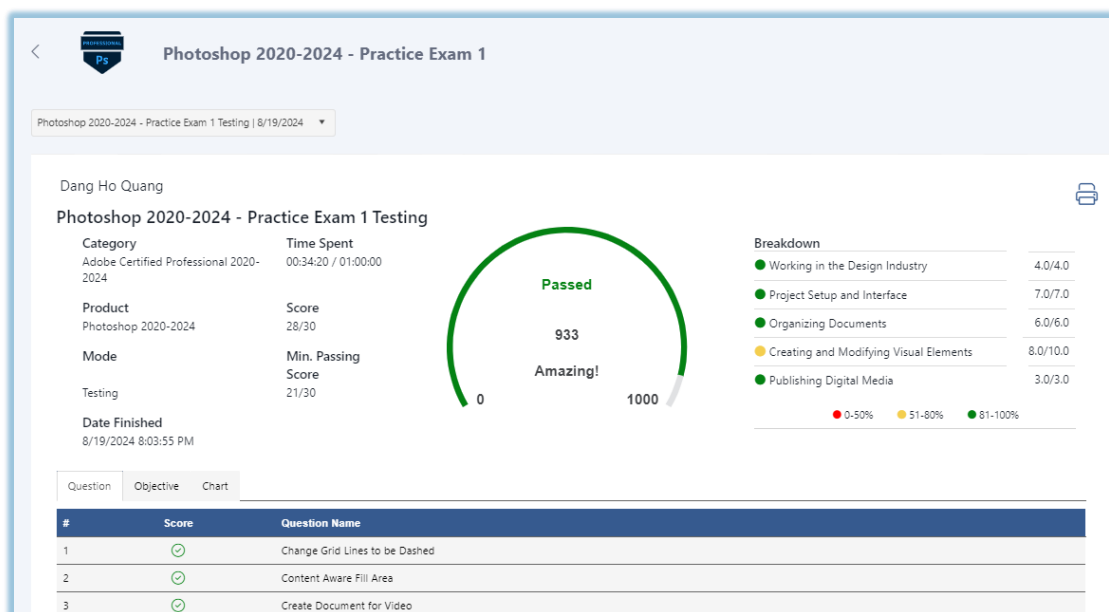 PROFESSIONAL
Ps
Photoshop 2020-2024 - Practice Exam 1
Photoshop 2020-2024 - Practice Exam 1 Testing | 8/19/2024
Dang Ho Quang
Photoshop 2020-2024 - Practice Exam 1 Testing
Category
Adobe Certified Professional 2020-
2024
Time Spent
00:34:20 / 01:00:00
Product
Photoshop 2020-2024
Score
28/30
Mode
Testing
Min. Passing
Score
21/30
Date Finished
8/19/2024 8:03:55 PM
Passed
933
Amazing!
0
1000
Breakdown
Working in the Design Industry 4.0/4.0
Project Setup and Interface 7.0/7.0
Organizing Documents 6.0/6.0
Creating and Modifying Visual Elements 8.0/10.0
Publishing Digital Media 3.0/3.0
0-50% 51-80% 81-100%
Question Objective Chart
# Score Question Name
1 Change Grid Lines to be Dashed
2 Content Aware Fill Area
3 Create Document for Video